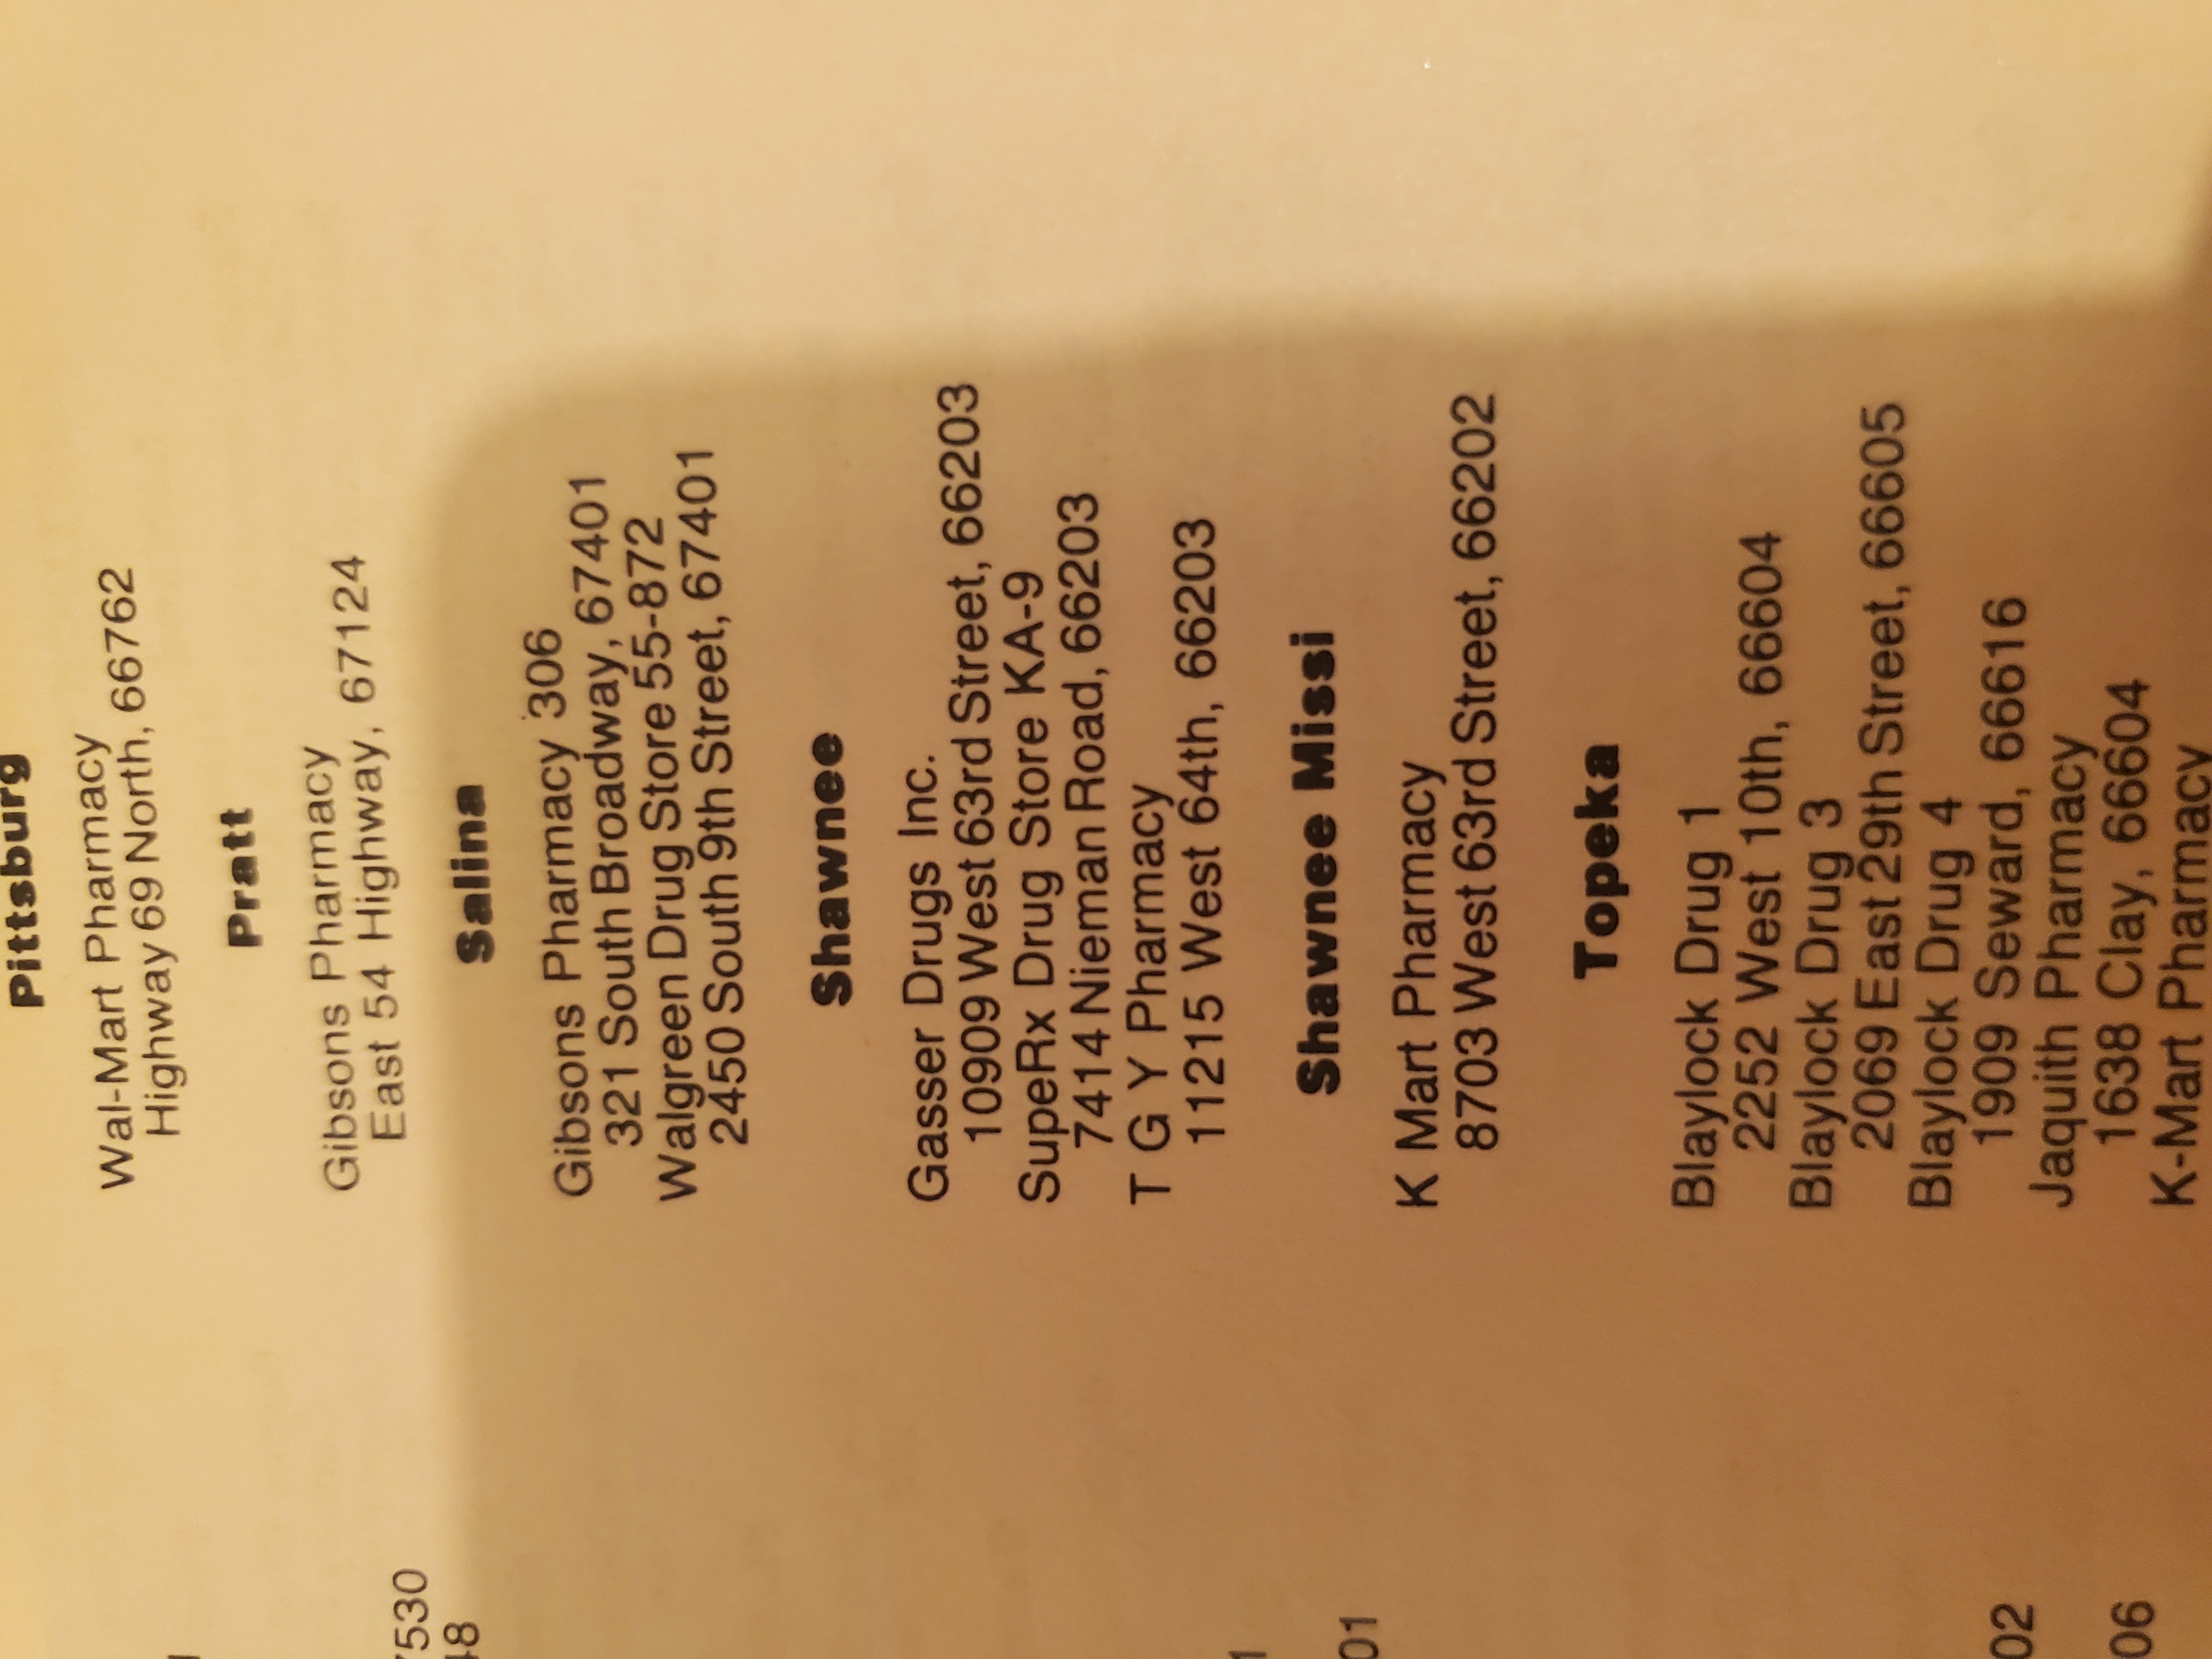 Pittsburg
Wal-Mart Pharmacy
Highway 69 North, 66762
Pratt
Gibsons Pharmacy
East 54 Highway, 67124
Salina
Gibsons Pharmacy 306
321 South Broadway, 67401
Walgreen Drug Store 55-872
2450 South 9th Street, 67401
Shawnee
Gasser Drugs Inc.
10909 West 63rd Street, 66203
SupeRx Drug Store KA-9
7414 Nieman Road, 66203
T G Y Pharmacy
11215 West 64th, 66203
Shawnee Missi
K Mart Pharmacy
8703 West 63rd Street, 66202
Topeka
Blaylock Drug 1
2252 West 10th, 66604
Blaylock Drug 3
2069 East 29th Street, 66605
Blaylock Drug 4
1909 Seward, 66616
Jaquith Pharmacy
1638 Clay, 66604
K-Mart Pharmacy
7530
48
01
02
06